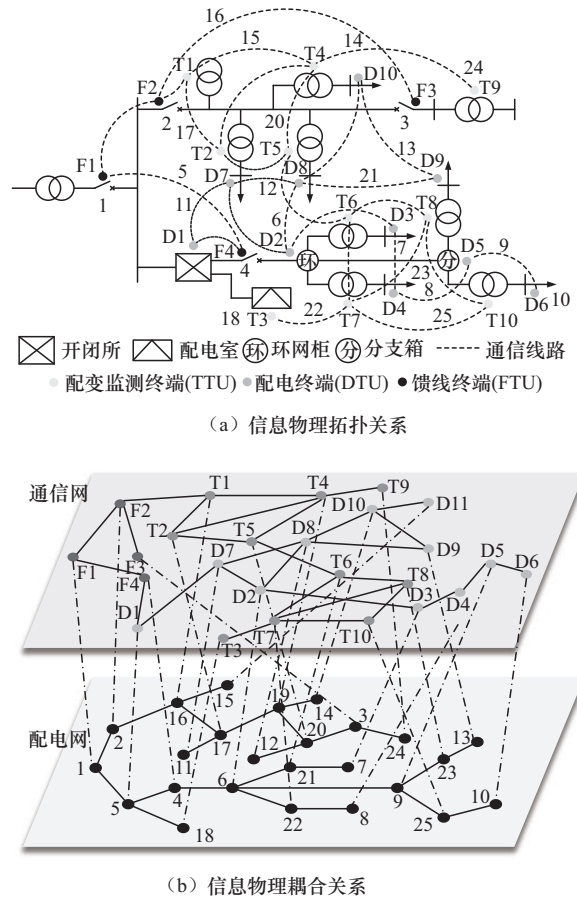 16
15
14
T1
T4
D10
24
F2
F3
T9
2
20
3
17
T2
T5
13
F1
5
D7
12
D8
21
D9
1
11
6
T6
T8
D1
F4
D2
D3
7
D5
9
4
环
23
分
8
18
T3
22
T7
D4
25
T10
D6
10
开闭所 配电室 环 环网柜 分 分支箱 通信线路
配变监测终端(TTU) 配电终端(DTU) 馈线终端(FTU)
(a)信息物理拓扑关系
通信网
T1
T4
T9
F2
D10
D11
T2
T5
D8
F1
F3
D7
D9
D5
F4
T6
T8
D6
D2
D1
D3
D4
T3
T7
T10
配电网
15
19
14
16
2
3
17
20
24
13
1
11
12
21
7
23
4
6
9
5
10
18
22
8
25
(b)信息物理耦合关系